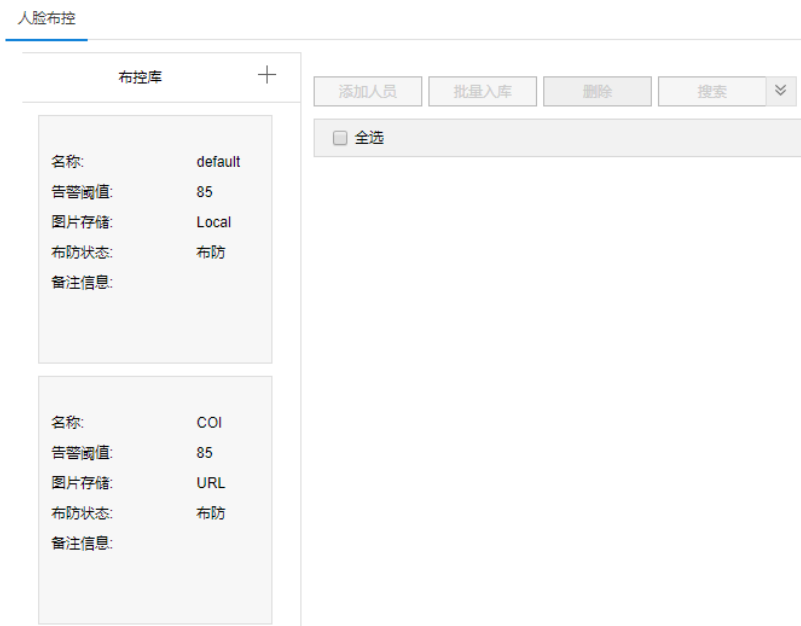 人脸布控
布控库
添加人员 批量入库 删除 搜索
全选
名称: default
告警阈值: 85
图片存储: Local
布防状态: 布防
备注信息:
名称: COI
告警阈值: 85
图片存储: URL
布防状态: 布防
备注信息: